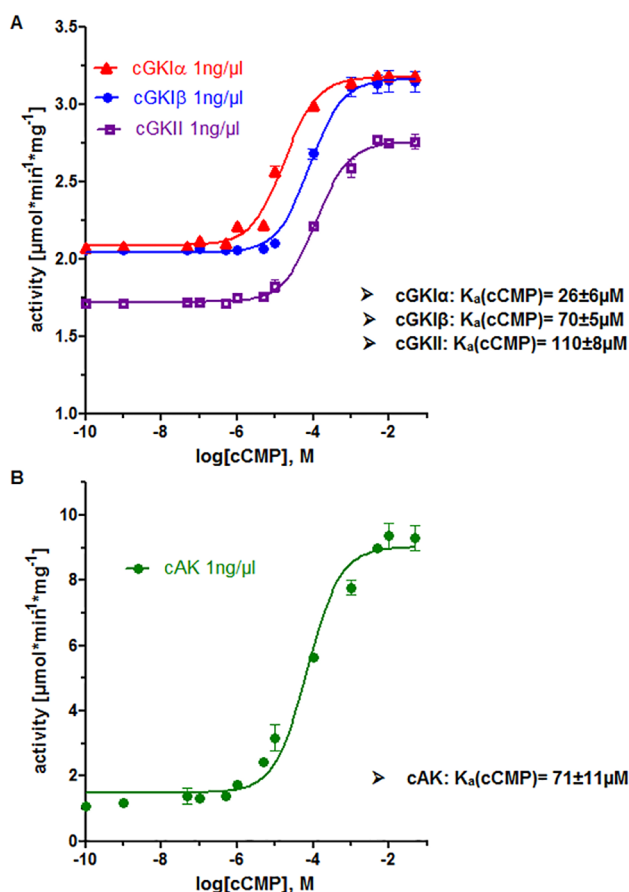 A
3.5
3.0
2.5
2.0
1.5
1.0
activity [µmol*min⁻¹*mg⁻¹]
cGKIα 1ng/µl
cGKIβ 1ng/µl
cGKII 1ng/µl
➢ cGKIα: Kₐ(cCMP)= 26±6µM
➢ cGKIβ: Kₐ(cCMP)= 70±5µM
➢ cGKII: Kₐ(cCMP)= 110±8µM
-10 -8 -6 -4 -2
log[cCMP], M
B
10
8
6
4
2
0
activity [µmol*min⁻¹*mg⁻¹]
cAK 1ng/µl
➢ cAK: Kₐ(cCMP)= 71±11µM
-10 -8 -6 -4 -2
log[cCMP], M